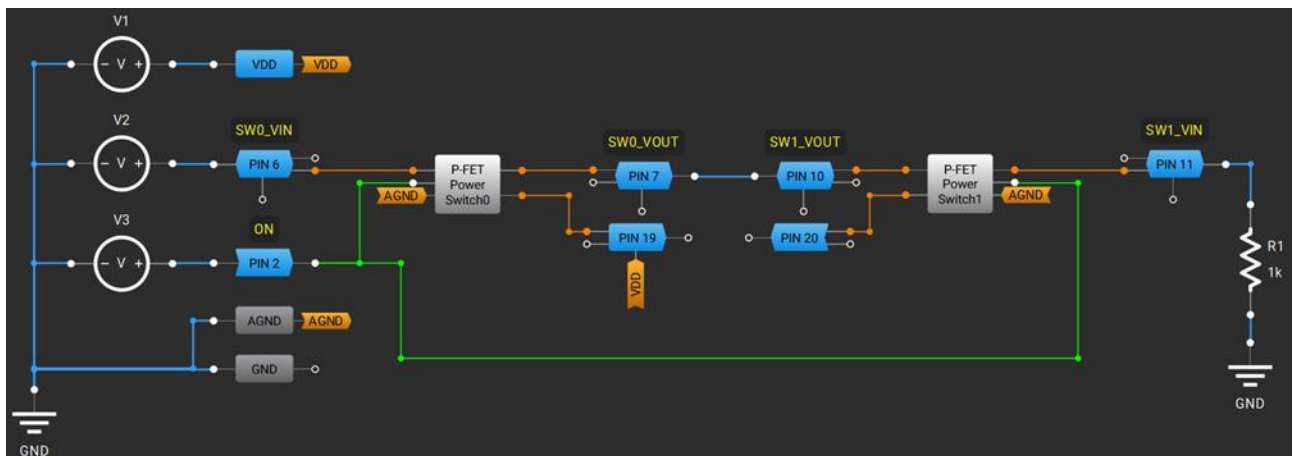 V1
− V +
VDD
VDD
V2
− V +
SW0_VIN
PIN 6
P-FET
Power
Switch0
AGND
SW0_VOUT
PIN 7
SW1_VOUT
PIN 10
P-FET
Power
Switch1
AGND
SW1_VIN
PIN 11
V3
− V +
ON
PIN 2
PIN 19
VDD
PIN 20
R1
1k
AGND
AGND
GND
GND
GND